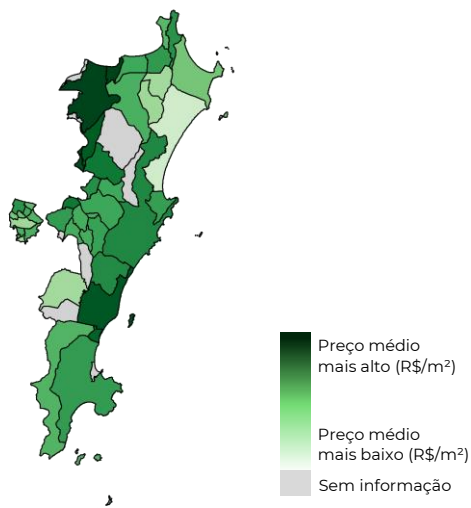 Preço médio
mais alto (R$/m²)
Preço médio
mais baixo (R$/m²)
Sem informação